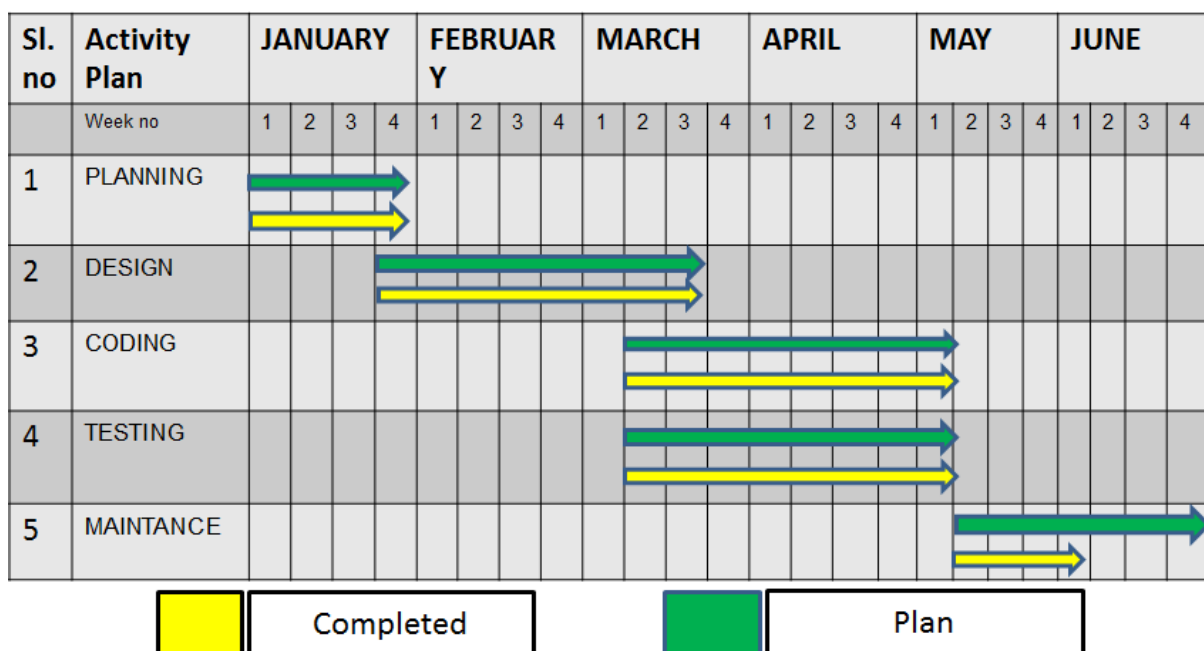 Sl. no Activity Plan JANUARY FEBRUAR Y MARCH APRIL MAY JUNE
Week no 1 2 3 4 1 2 3 4 1 2 3 4 1 2 3 4 1 2 3 4 1 2 3 4
1 PLANNING
2 DESIGN
3 CODING
4 TESTING
5 MAINTANCE
Completed Plan